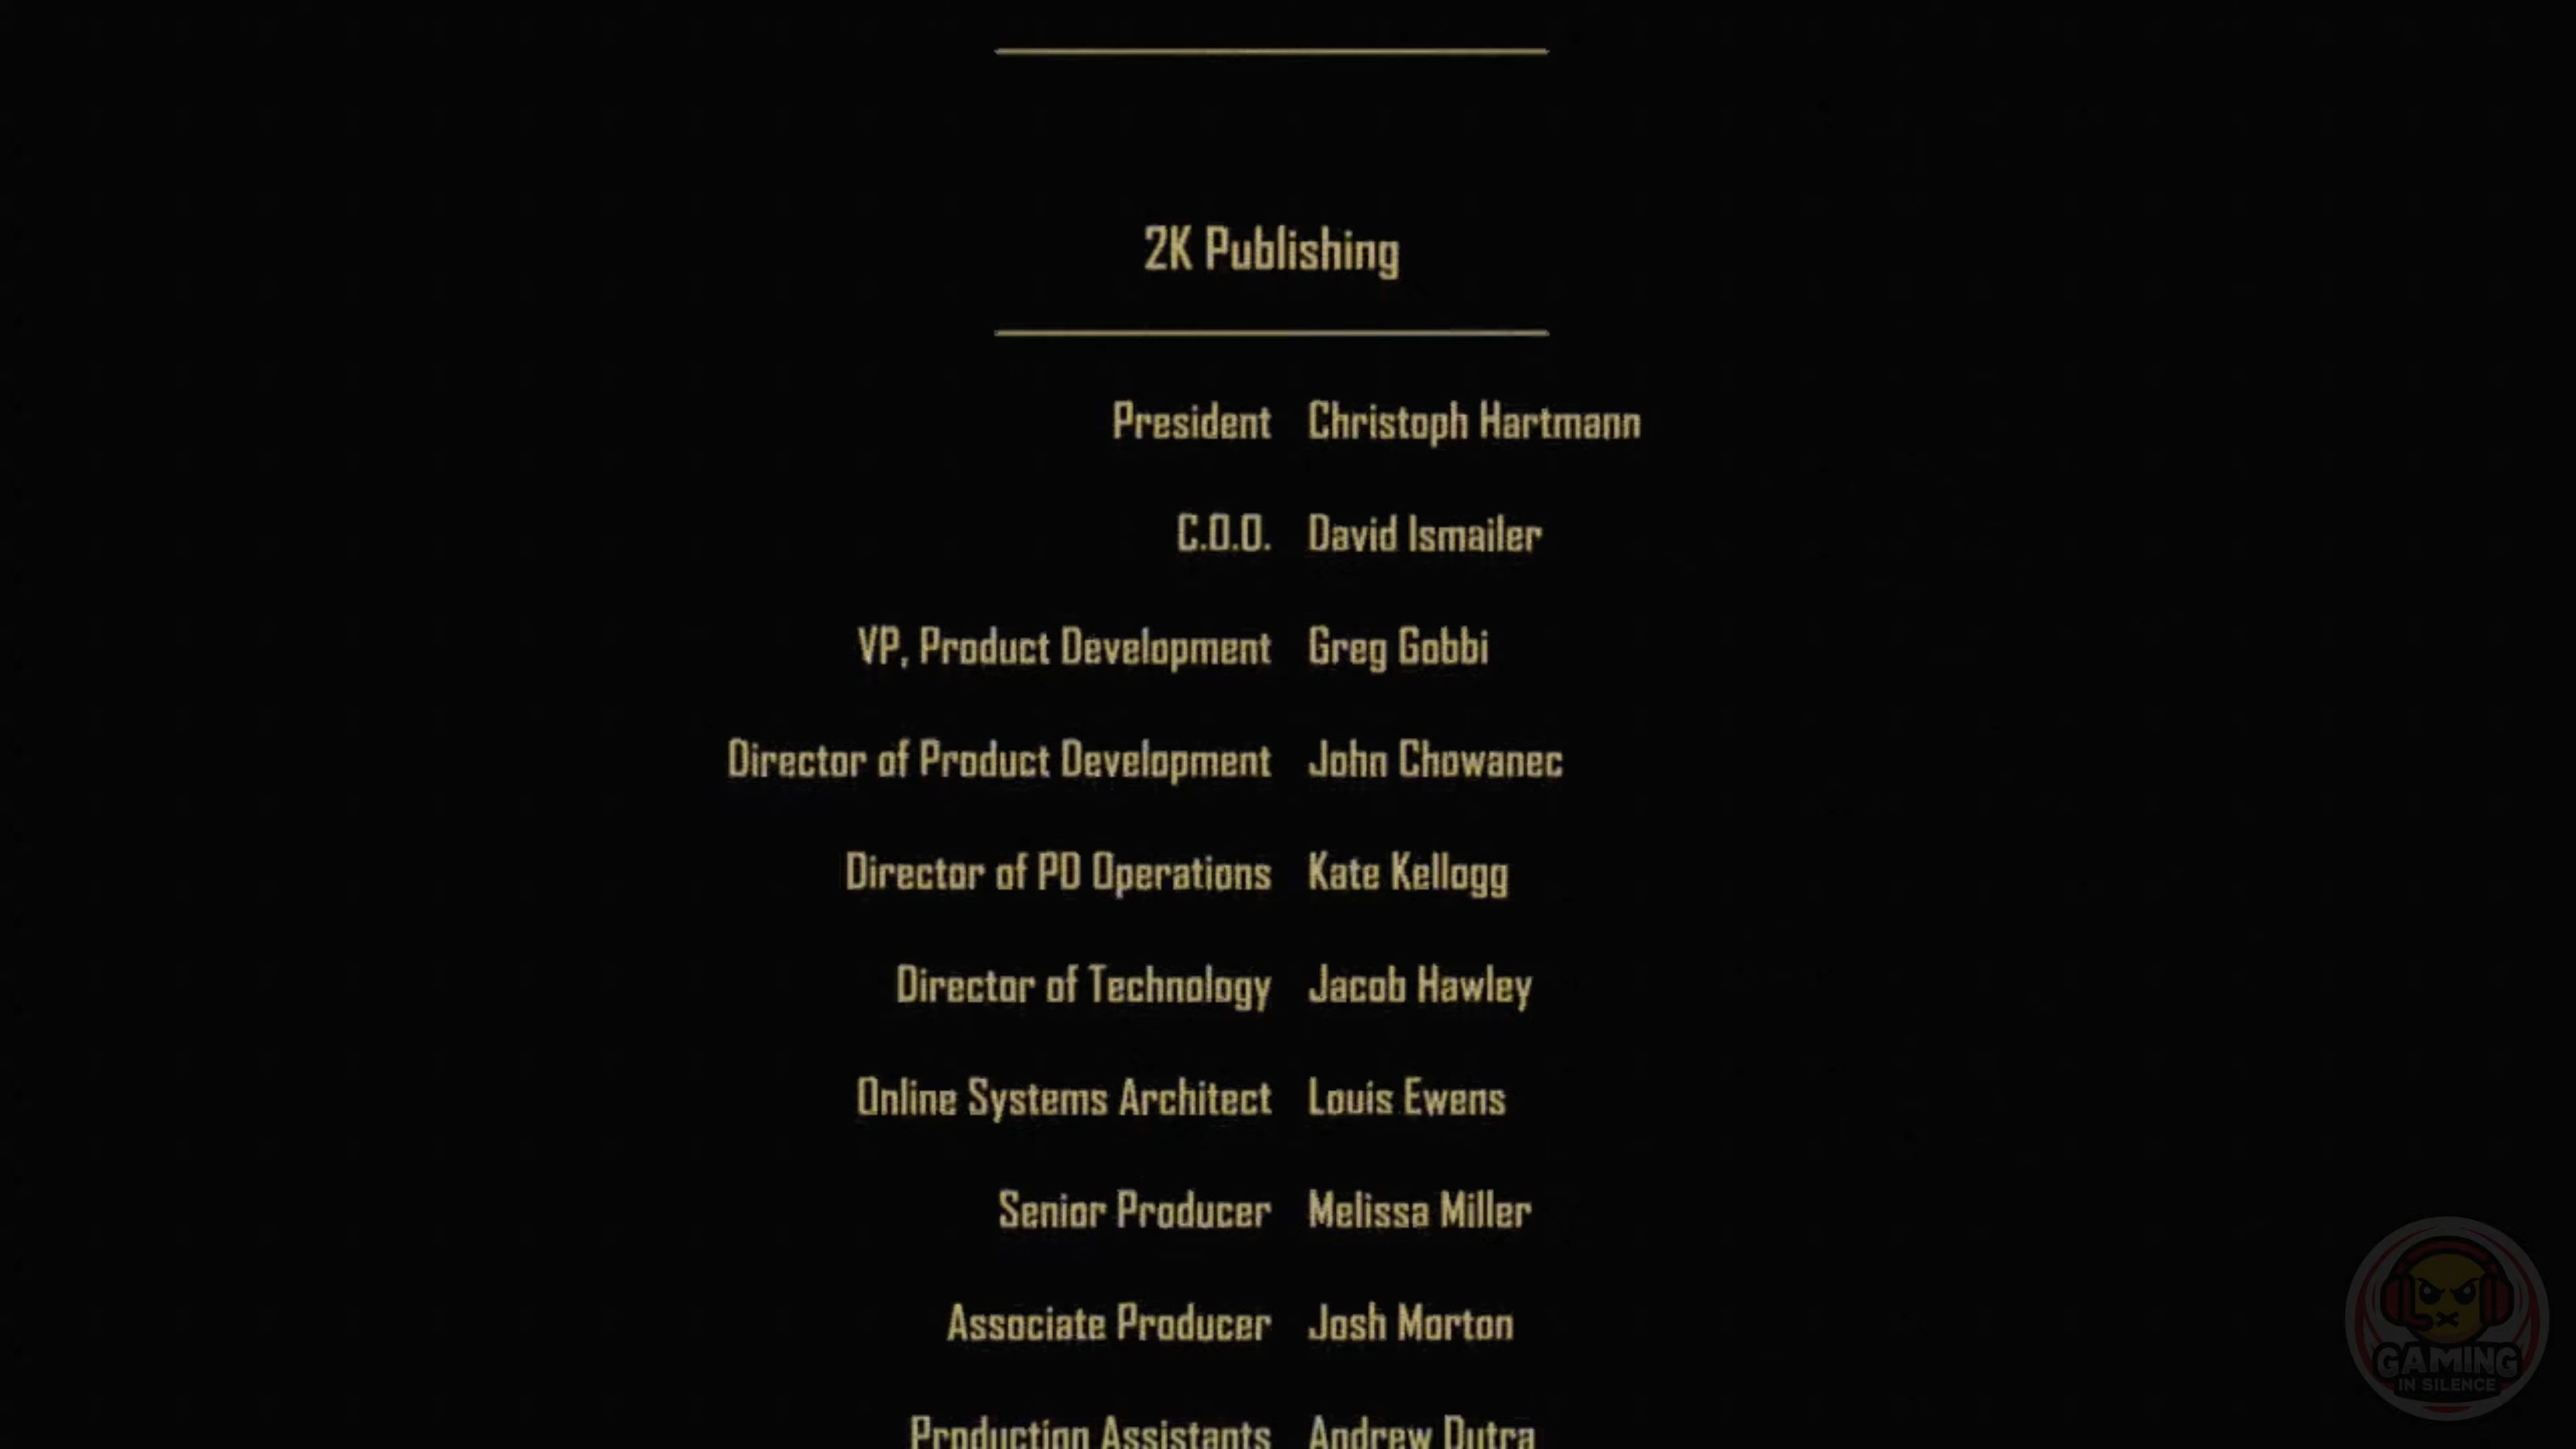 2K Publishing
President Christoph Hartmann
C.O.O. David Ismailer
VP, Product Development Greg Gobbi
Director of Product Development John Chowanec
Director of PD Operations Kate Kellogg
Director of Technology Jacob Hawley
Online Systems Architect Louis Ewens
Senior Producer Melissa Miller
Associate Producer Josh Morton
Production Assistants Andrew Dutra
GAMING
IN SILENCE